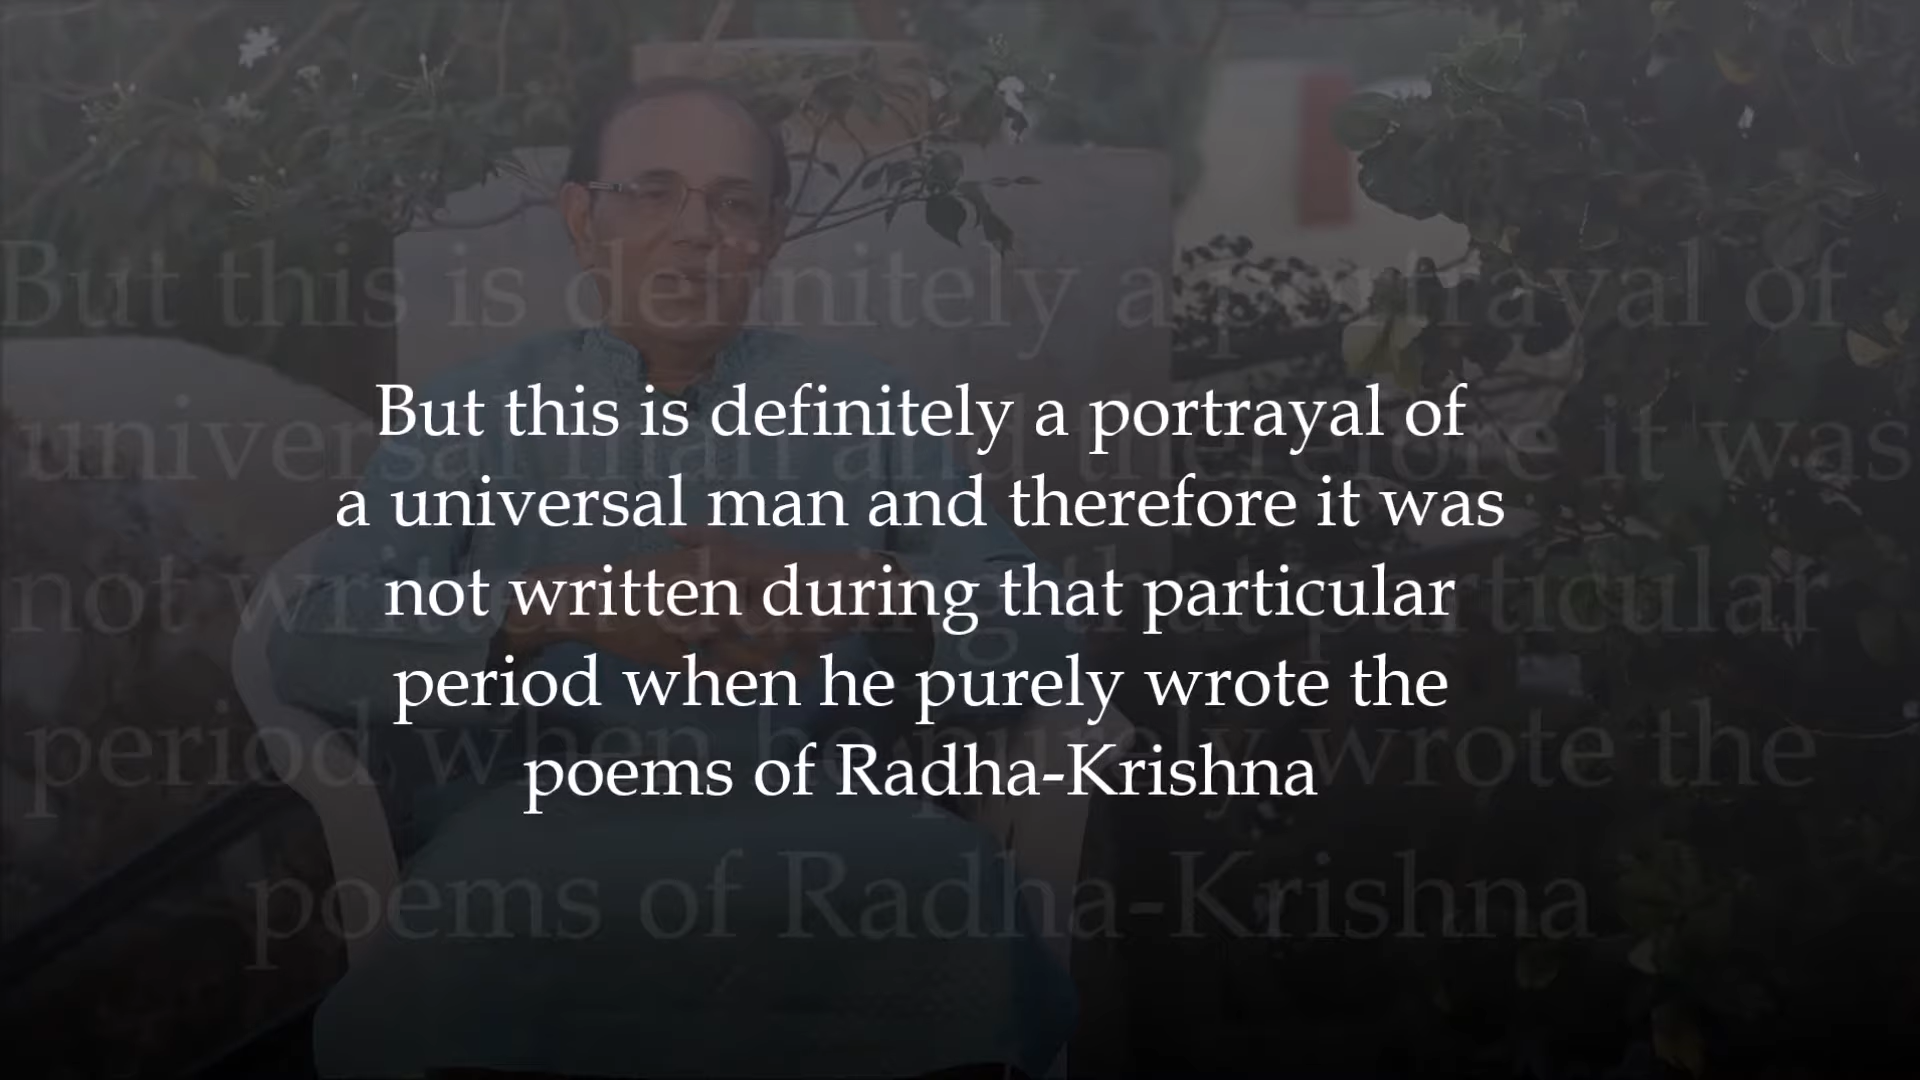 But this is definitely a portrayal of
a universal man and therefore it was
not written during that particular
period when he purely wrote the
poems of Radha-Krishna